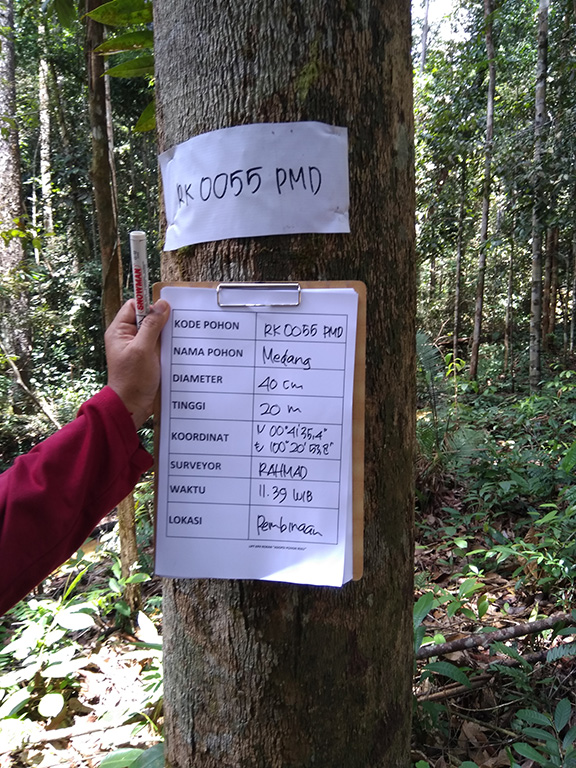 RK 0055 PMD
SNOWMAN
KODE POHON RK 0055 PMD
NAMA POHON Medang
DIAMETER 40 cm
TINGGI 20 m
KOORDINAT U 00°41'35,4"
E 100°20'53,8"
SURVEYOR RAHMAD
WAKTU 11.39 WIB
LOKASI Pembinaan